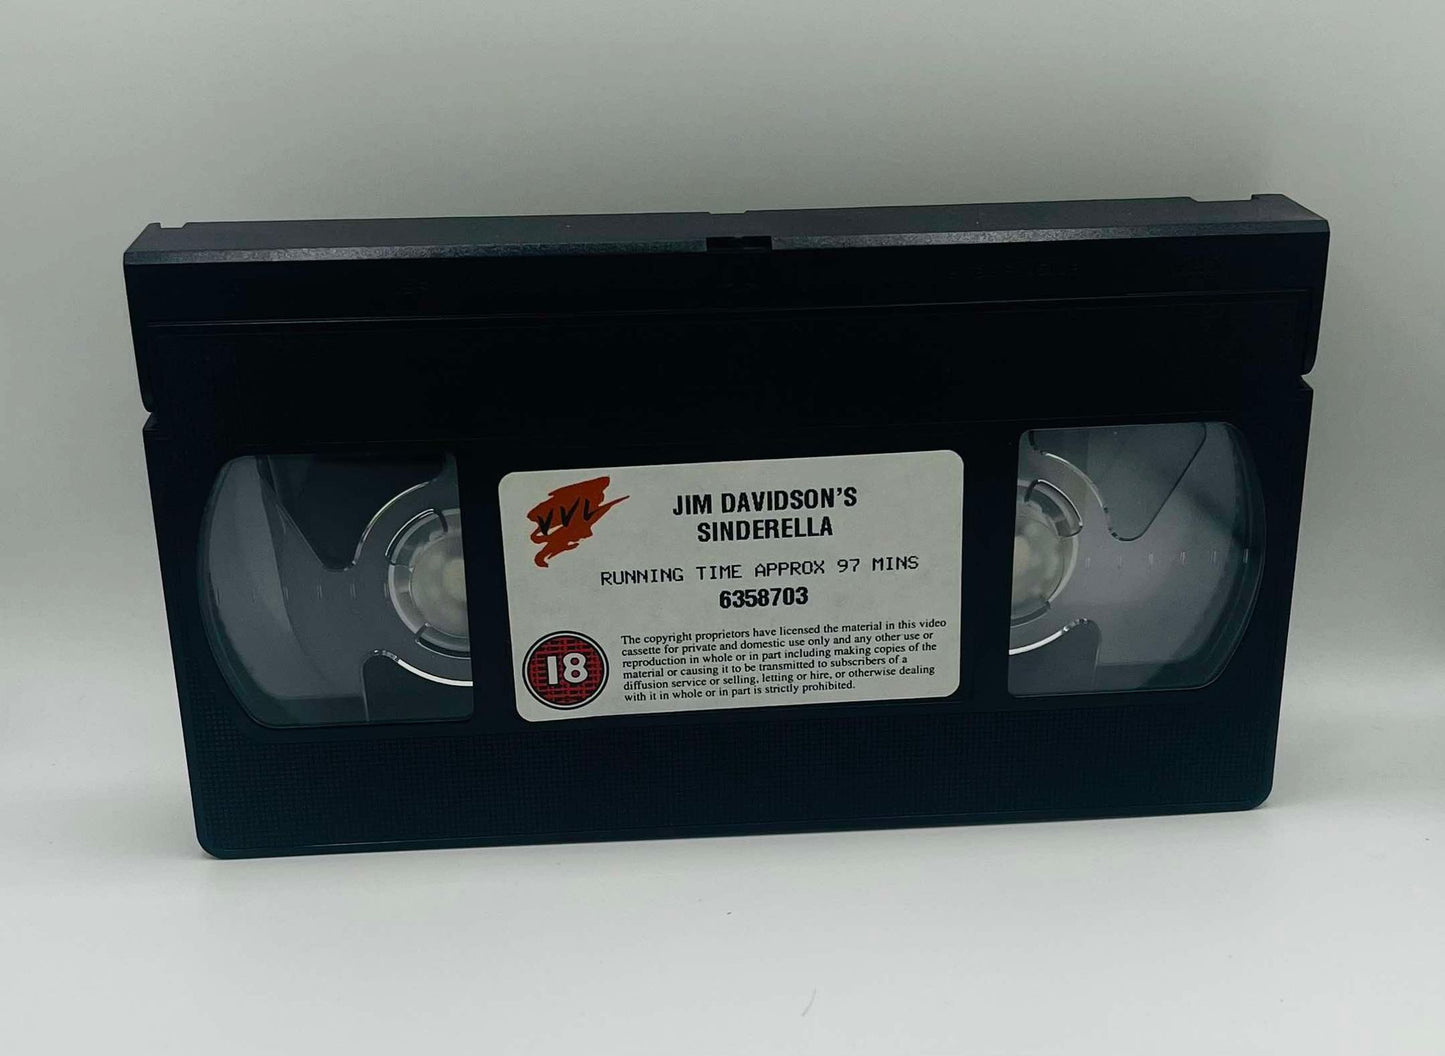 VVL
JIM DAVIDSON'S
SINDERELLA
RUNNING TIME APPROX 97 MINS
6358703
18
The copyright proprietors have licensed the material in this video
cassette for private and domestic use only and any other use or
reproduction in whole or in part including making copies of the
material or causing it to be transmitted to subscribers of a
diffusion service or selling, letting or hire, or otherwise dealing
with it in whole or in part is strictly prohibited.